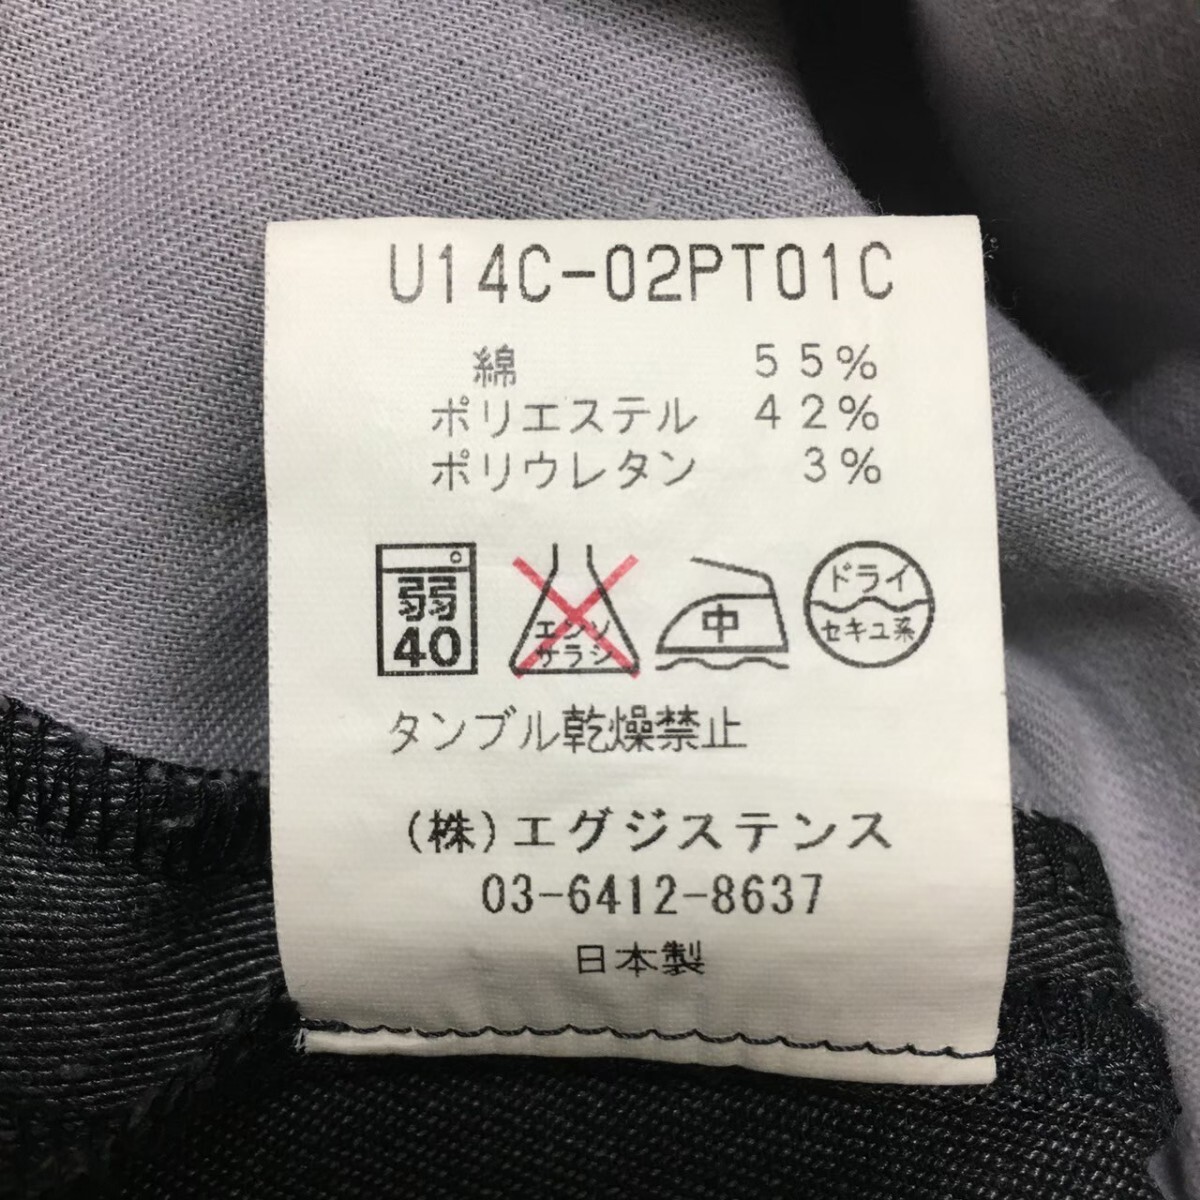 U14C-02PT01C
綿 55%
ポリエステル 42%
ポリウレタン 3%
弱
40
エンソ
サラシ
中
ドライ
セキユ系
タンブル乾燥禁止
(株)エグジステンス
03-6412-8637
日本製